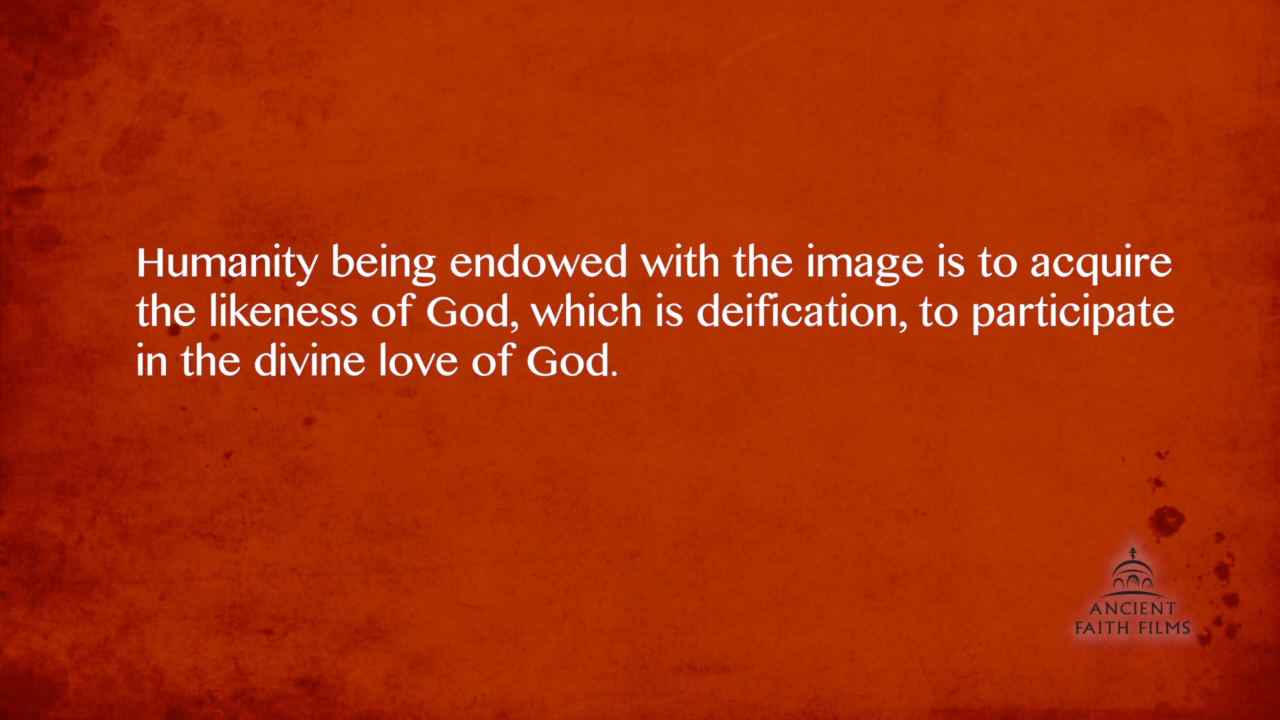 Humanity being endowed with the image is to acquire
the likeness of God, which is deification, to participate
in the divine love of God.
ANCIENT
FAITH FILMS